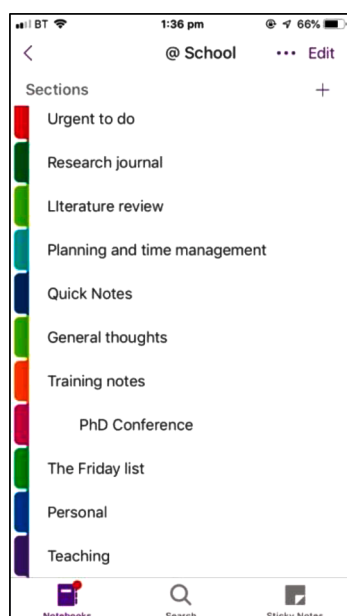 BT 1:36 pm 66%
@ School ••• Edit
Sections +
Urgent to do
Research journal
LIterature review
Planning and time management
Quick Notes
General thoughts
Training notes
PhD Conference
The Friday list
Personal
Teaching
Notebooks Search Sticky Notes